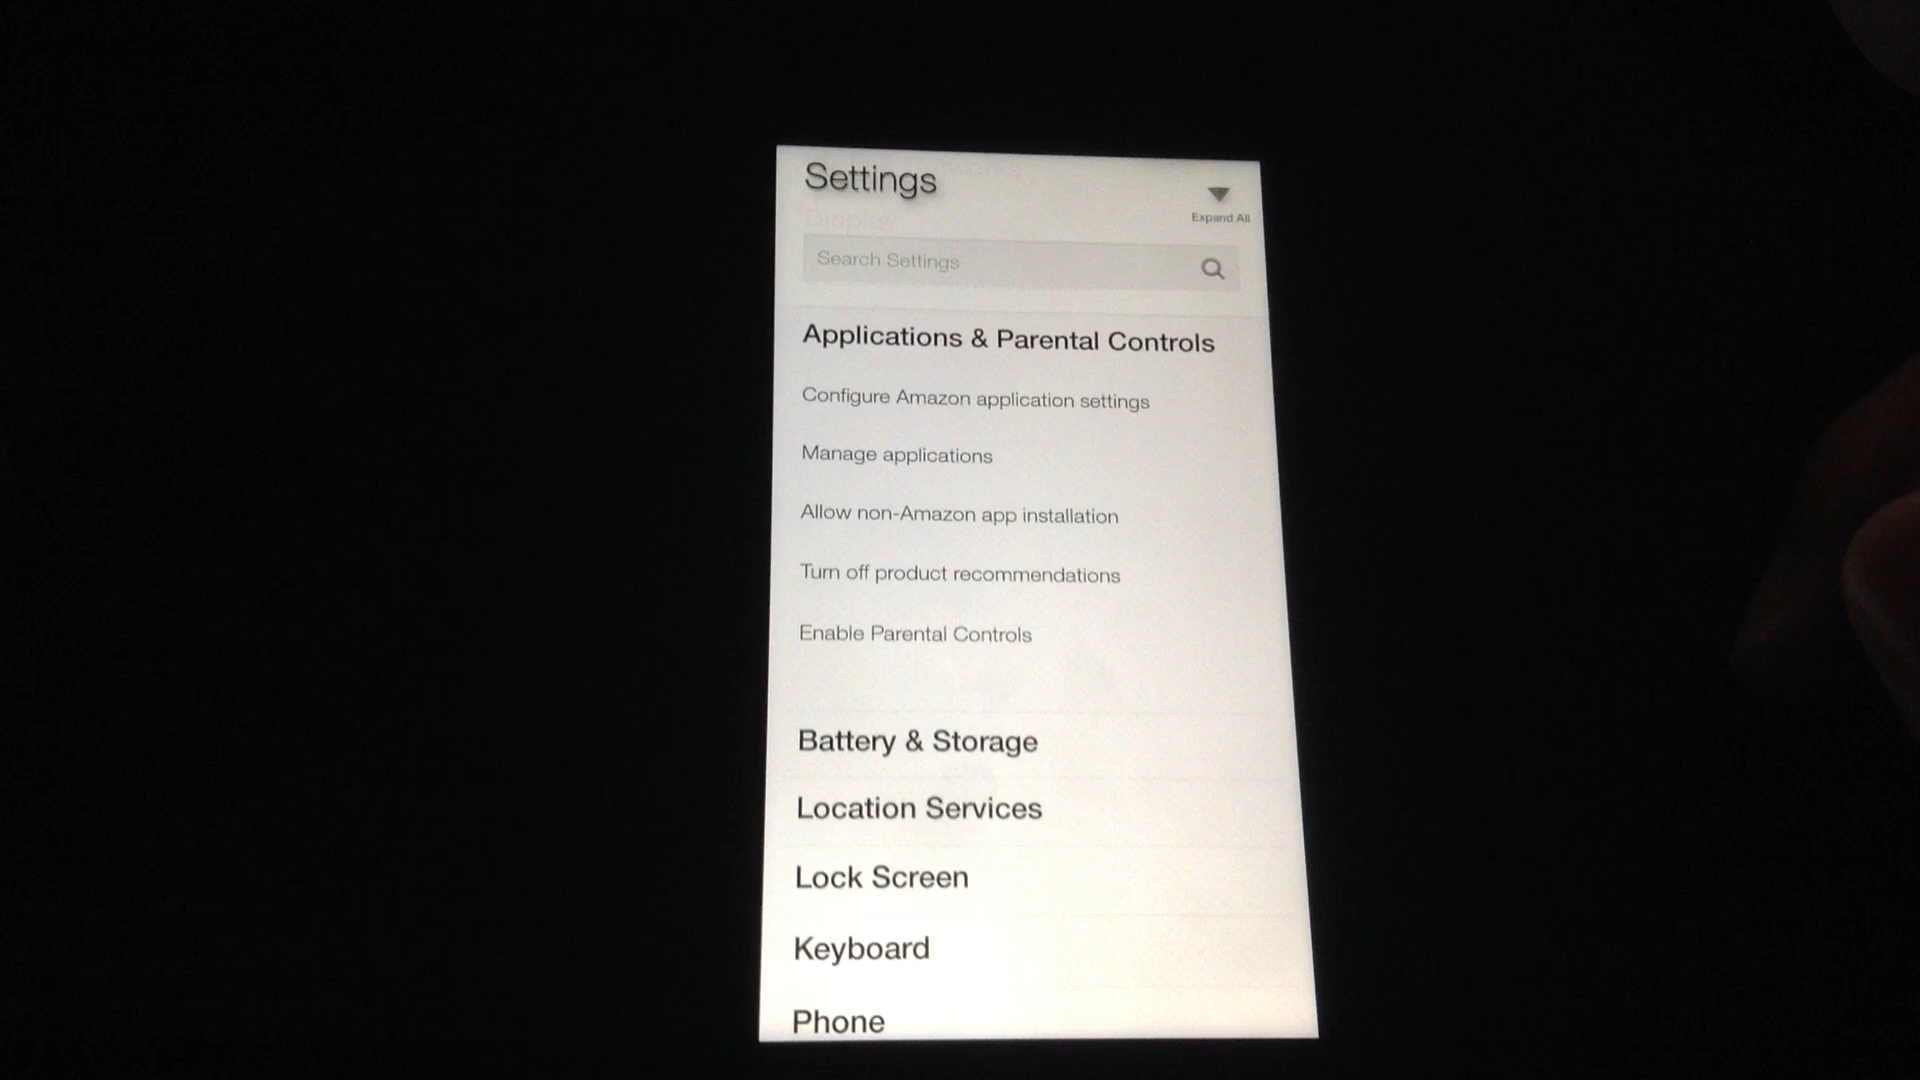 Settings
Expand All
Display
Search Settings
Applications & Parental Controls
Configure Amazon application settings
Manage applications
Allow non-Amazon app installation
Turn off product recommendations
Enable Parental Controls
Battery & Storage
Location Services
Lock Screen
Keyboard
Phone